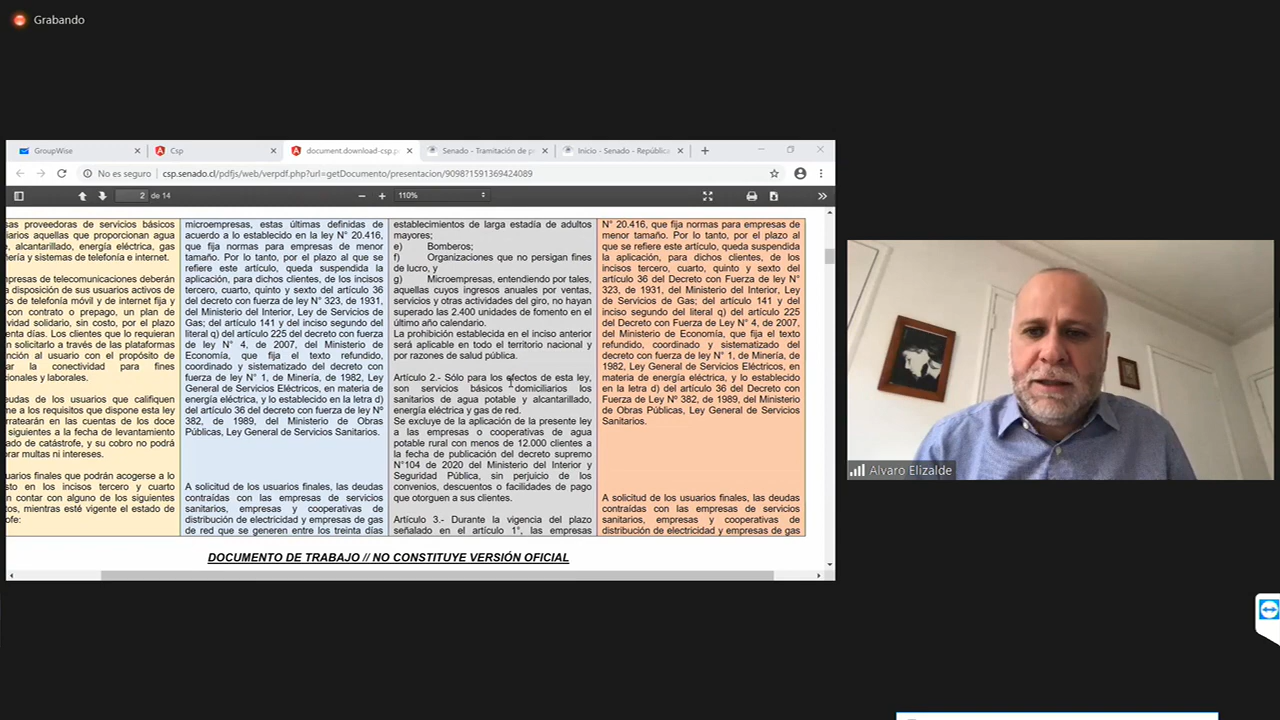 Grabando
GroupWise
Csp
document.download-csp.p
Senado - Tramitación de p
Inicio - Senado - República
No es seguro
csp.senado.cl/pdfjs/web/verpdf.php?url=getDocumento/presentacion/9098?1591369424089
2 de 14
110%
sas proveedoras de servicios básicos
iarios aquellas que proporcionan agua
, alcantarillado, energía eléctrica, gas
ñería y sistemas de telefonía e internet.
mpresas de telecomunicaciones deberán
a disposición de sus usuarios activos de
os de telefonía móvil y de internet fija y
con contrato o prepago, un plan de
vidad solidario, sin costo, por el plazo
enta días. Los clientes que lo requieran
n solicitarlo a través de las plataformas
nción al usuario con el propósito de
ar la conectividad para fines
cionales y laborales.
eudas de los usuarios que califiquen
me a los requisitos que dispone esta ley
rratearán en las cuentas de los doce
siguientes a la fecha de levantamiento
ado de catástrofe, y su cobro no podrá
orar multas ni intereses.
uarios finales que podrán acogerse a lo
sto en los incisos tercero y cuarto
n contar con alguno de los siguientes
tos, mientras esté vigente el estado de
ofe:
microempresas, estas últimas definidas de
acuerdo a lo establecido en la ley N° 20.416,
que fija normas para empresas de menor
tamaño. Por lo tanto, por el plazo al que se
refiere este artículo, queda suspendida la
aplicación, para dichos clientes, de los incisos
tercero, cuarto, quinto y sexto del artículo 36
del decreto con fuerza de ley N° 323, de 1931,
del Ministerio del Interior, Ley de Servicios de
Gas; del artículo 141 y del inciso segundo del
literal q) del artículo 225 del decreto con fuerza
de ley N° 4, de 2007, del Ministerio de
Economía, que fija el texto refundido,
coordinado y sistematizado del decreto con
fuerza de ley N° 1, de Minería, de 1982, Ley
General de Servicios Eléctricos, en materia de
energía eléctrica, y lo establecido en la letra d)
del artículo 36 del decreto con fuerza de ley Nº
382, de 1989, del Ministerio de Obras
Públicas, Ley General de Servicios Sanitarios.
A solicitud de los usuarios finales, las deudas
contraídas con las empresas de servicios
sanitarios, empresas y cooperativas de
distribución de electricidad y empresas de gas
de red que se generen entre los treinta días
establecimientos de larga estadía de adultos
mayores;
e) Bomberos;
f) Organizaciones que no persigan fines
de lucro, y
g) Microempresas, entendiendo por tales,
aquellas cuyos ingresos anuales por ventas,
servicios y otras actividades del giro, no hayan
superado las 2.400 unidades de fomento en el
último año calendario.
La prohibición establecida en el inciso anterior
será aplicable en todo el territorio nacional y
por razones de salud pública.
Artículo 2.- Sólo para los efectos de esta ley,
son servicios básicos domiciliarios los
sanitarios de agua potable y alcantarillado,
energía eléctrica y gas de red.
Se excluye de la aplicación de la presente ley
a las empresas o cooperativas de agua
potable rural con menos de 12.000 clientes a
la fecha de publicación del decreto supremo
N°104 de 2020 del Ministerio del Interior y
Seguridad Pública, sin perjuicio de los
convenios, descuentos o facilidades de pago
que otorguen a sus clientes.
Artículo 3.- Durante la vigencia del plazo
señalado en el artículo 1°, las empresas
N° 20.416, que fija normas para empresas de
menor tamaño. Por lo tanto, por el plazo al
que se refiere este artículo, queda suspendida
la aplicación, para dichos clientes, de los
incisos tercero, cuarto, quinto y sexto del
artículo 36 del Decreto con Fuerza de ley N°
323, de 1931, del Ministerio del Interior, Ley
de Servicios de Gas; del artículo 141 y del
inciso segundo del literal q) del artículo 225
del Decreto con Fuerza de Ley N° 4, de 2007,
del Ministerio de Economía, que fija el texto
refundido, coordinado y sistematizado del
decreto con fuerza de ley N° 1, de Minería, de
1982, Ley General de Servicios Eléctricos, en
materia de energía eléctrica, y lo establecido
en la letra d) del artículo 36 del Decreto con
Fuerza de Ley Nº 382, de 1989, del Ministerio
de Obras Públicas, Ley General de Servicios
Sanitarios.
A solicitud de los usuarios finales, las deudas
contraídas con las empresas de servicios
sanitarios, empresas y cooperativas de
distribución de electricidad y empresas de gas
DOCUMENTO DE TRABAJO // NO CONSTITUYE VERSIÓN OFICIAL
Alvaro Elizalde